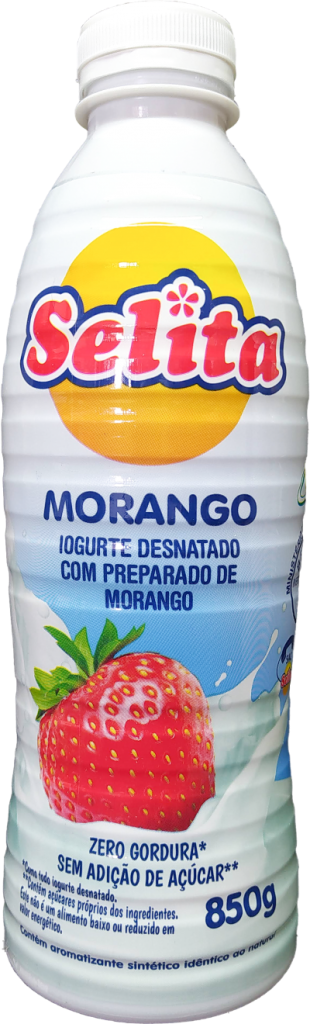 Selita
MORANGO
IOGURTE DESNATADO
COM PREPARADO DE
MORANGO
MINISTÉ
ZERO GORDURA*
SEM ADIÇÃO DE AÇÚCAR**
*Como todo iogurte desnatado.
**Contém açúcares próprios dos ingredientes.
Este não é um alimento baixo ou reduzido em
valor energético.
850g
Contém aromatizante sintético idêntico ao natural